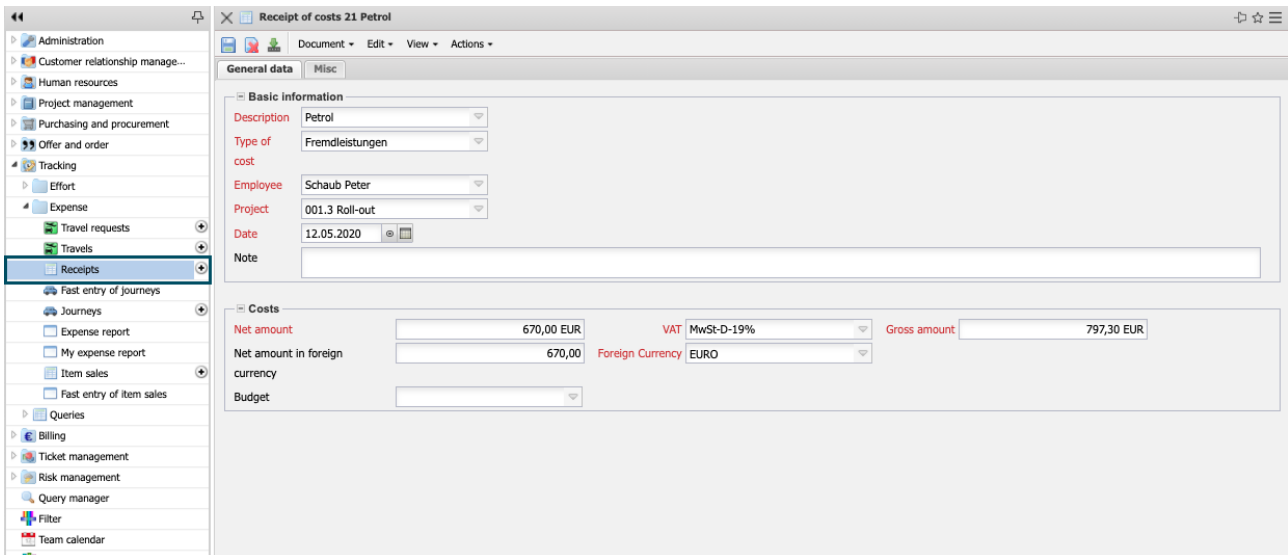 Receipt of costs 21 Petrol
Administration
Customer relationship manage...
Human resources
Project management
Purchasing and procurement
Offer and order
Tracking
Effort
Expense
Travel requests
Travels
Receipts
Fast entry of journeys
Journeys
Expense report
My expense report
Item sales
Fast entry of item sales
Queries
Billing
Ticket management
Risk management
Query manager
Filter
Team calendar
Document Edit View Actions
General data Misc
Basic information
Description Petrol
Type of cost Fremdleistungen
Employee Schaub Peter
Project 001.3 Roll-out
Date 12.05.2020
Note
Costs
Net amount 670,00 EUR VAT MwSt-D-19% Gross amount 797,30 EUR
Net amount in foreign currency 670,00 Foreign Currency EURO
Budget